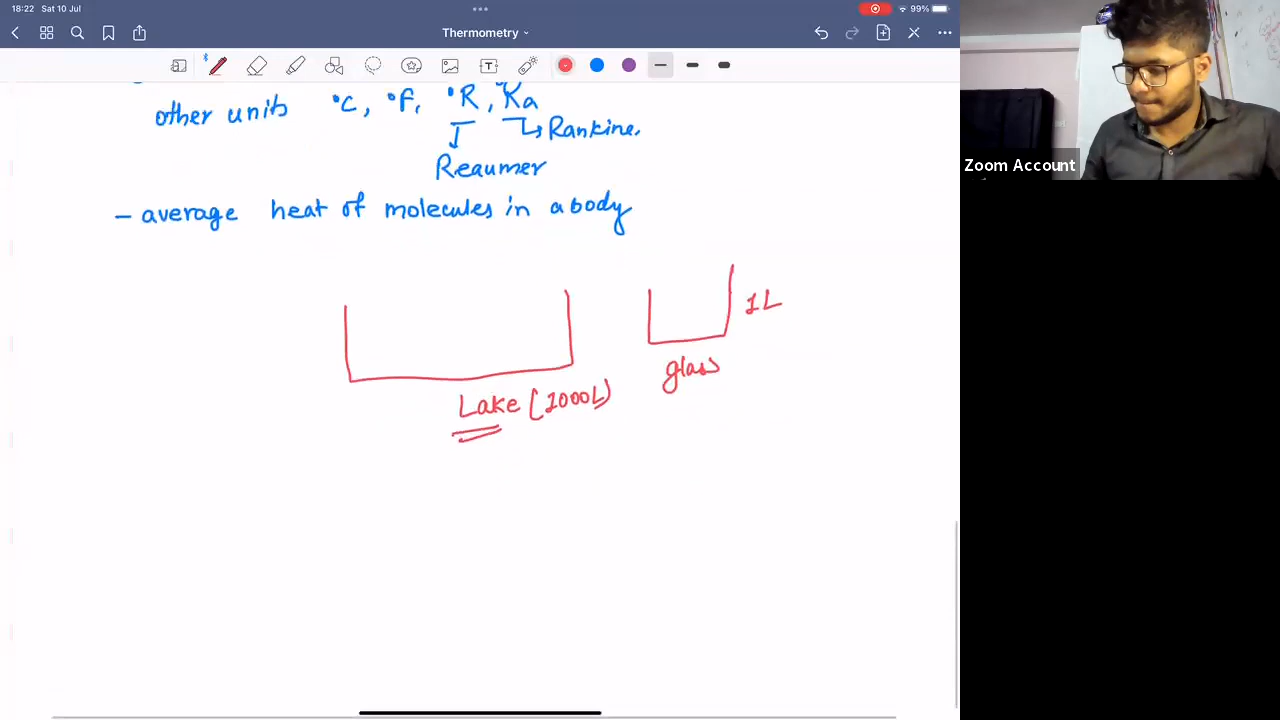 18:22 Sat 10 Jul
99%
Thermometry
T
other units °C, °F, °R, Ra
Rankine.
Reaumer
- average heat of molecules in a body
1L
glass
Lake (1000L)
Zoom Account